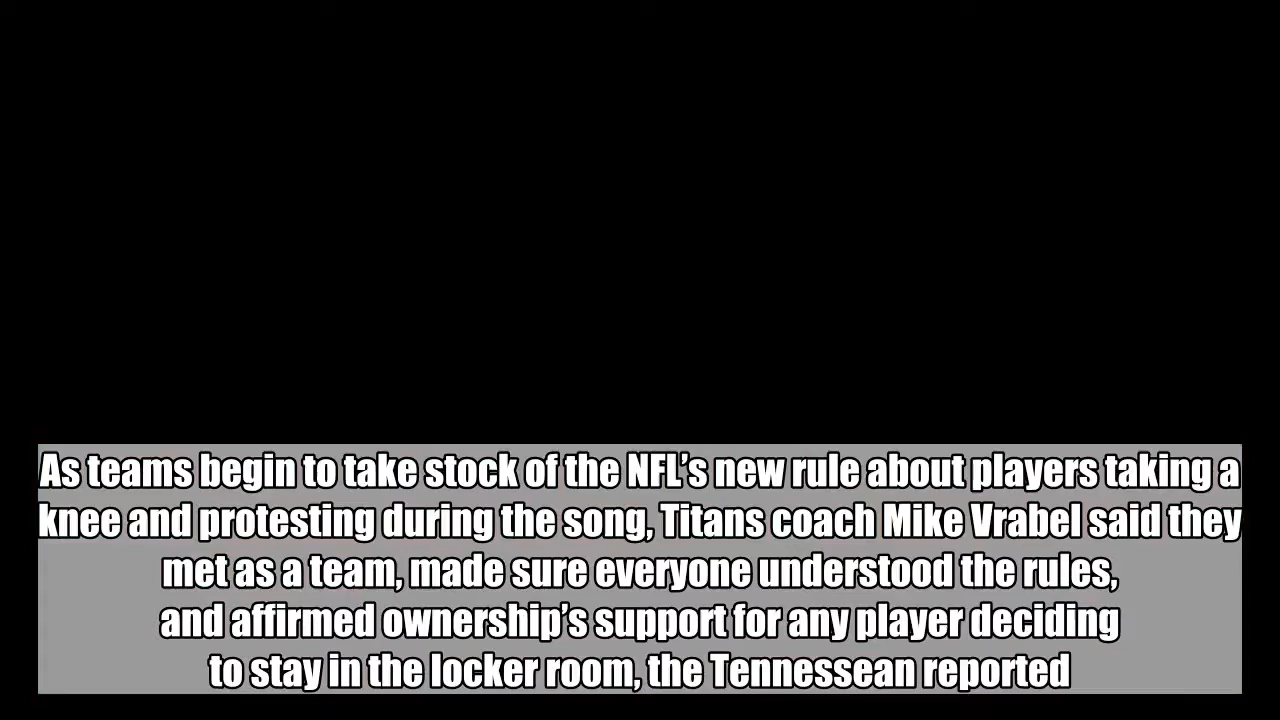 As teams begin to take stock of the NFL’s new rule about players taking a
knee and protesting during the song, Titans coach Mike Vrabel said they
met as a team, made sure everyone understood the rules,
and affirmed ownership’s support for any player deciding
to stay in the locker room, the Tennessean reported